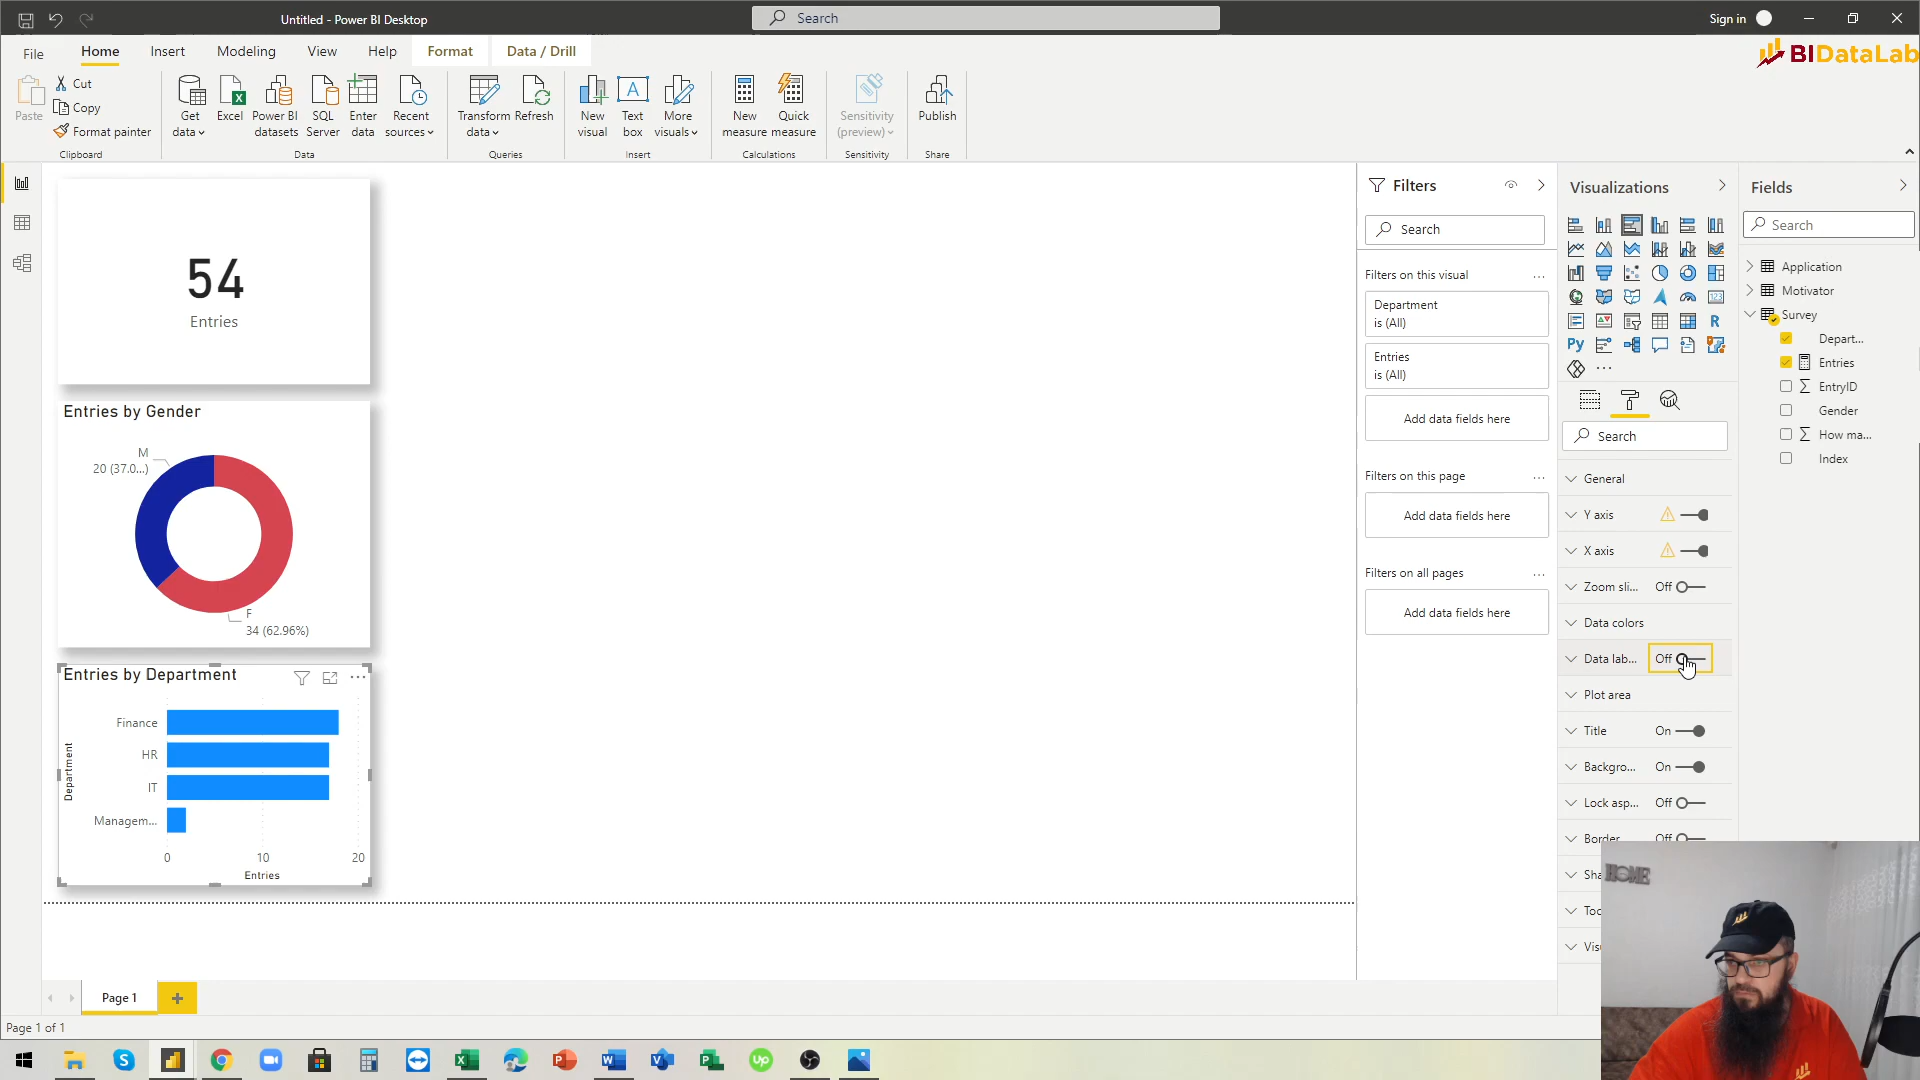 Untitled - Power BI Desktop
Search
Sign in
File
Home
Insert
Modeling
View
Help
Format
Data / Drill
BIDataLab
Paste
Cut
Copy
Format painter
Clipboard
Get data
Excel
Power BI datasets
SQL Server
Enter data
Recent sources
Data
Transform data
Refresh
Queries
New visual
Text box
More visuals
Insert
New measure
Quick measure
Calculations
Sensitivity (preview)
Sensitivity
Publish
Share
54
Entries
Entries by Gender
M
20 (37.0...)
F
34 (62.96%)
Entries by Department
Department
Finance
HR
IT
Managem...
0
10
20
Entries
Filters
Search
Filters on this visual
...
Department
is (All)
Entries
is (All)
Add data fields here
Filters on this page
...
Add data fields here
Filters on all pages
...
Add data fields here
Visualizations
123
R
Py
...
Search
General
Y axis
X axis
Zoom sli... Off
Data colors
Data lab... Off
Plot area
Title On
Backgro... On
Lock asp... Off
Border Off
Sha
Too
Vis
Fields
Search
Application
Motivator
Survey
Depart...
Entries
EntryID
Gender
How ma...
Index
HOME
Page 1
Page 1 of 1